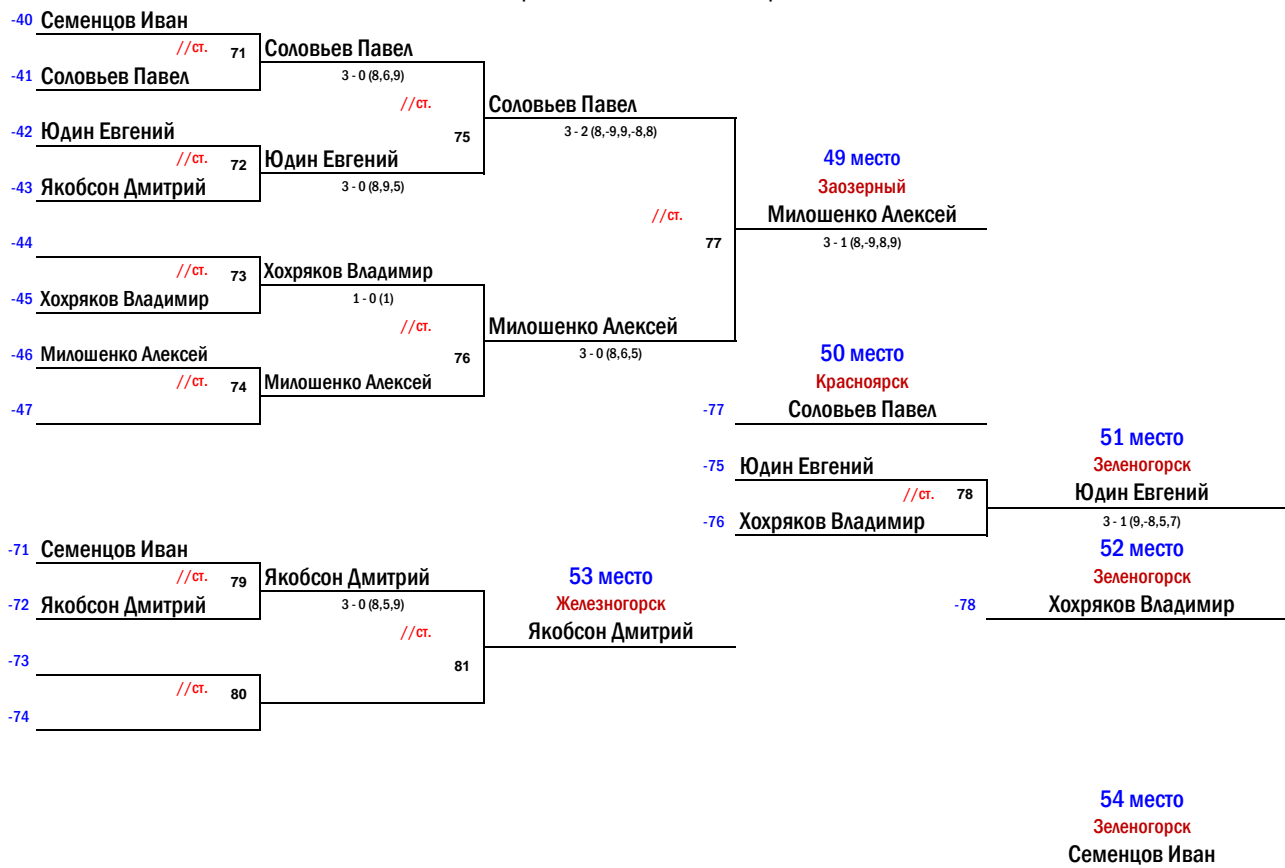 -40 Семенцов Иван
//ст. 71 Соловьев Павел
-41 Соловьев Павел 3 - 0 (8,6,9)
//ст. Соловьев Павел
-42 Юдин Евгений 75 3 - 2 (8,-9,9,-8,8)
//ст. 72 Юдин Евгений 49 место
-43 Якобсон Дмитрий 3 - 0 (8,9,5) Заозерный
//ст. Милошенко Алексей
-44 77 3 - 1 (8,-9,8,9)
//ст. 73 Хохряков Владимир
-45 Хохряков Владимир 1 - 0 (1)
//ст. Милошенко Алексей
-46 Милошенко Алексей 76 3 - 0 (8,6,5) 50 место
//ст. 74 Милошенко Алексей Красноярск
-47 -77 Соловьев Павел
51 место
-75 Юдин Евгений Зеленогорск
//ст. 78 Юдин Евгений
-76 Хохряков Владимир 3 - 1 (9,-8,5,7)
-71 Семенцов Иван 52 место
//ст. 79 Якобсон Дмитрий 53 место Зеленогорск
-72 Якобсон Дмитрий 3 - 0 (8,5,9) Железногорск -78 Хохряков Владимир
//ст. Якобсон Дмитрий
-73 81
//ст. 80
-74
54 место
Зеленогорск
Семенцов Иван